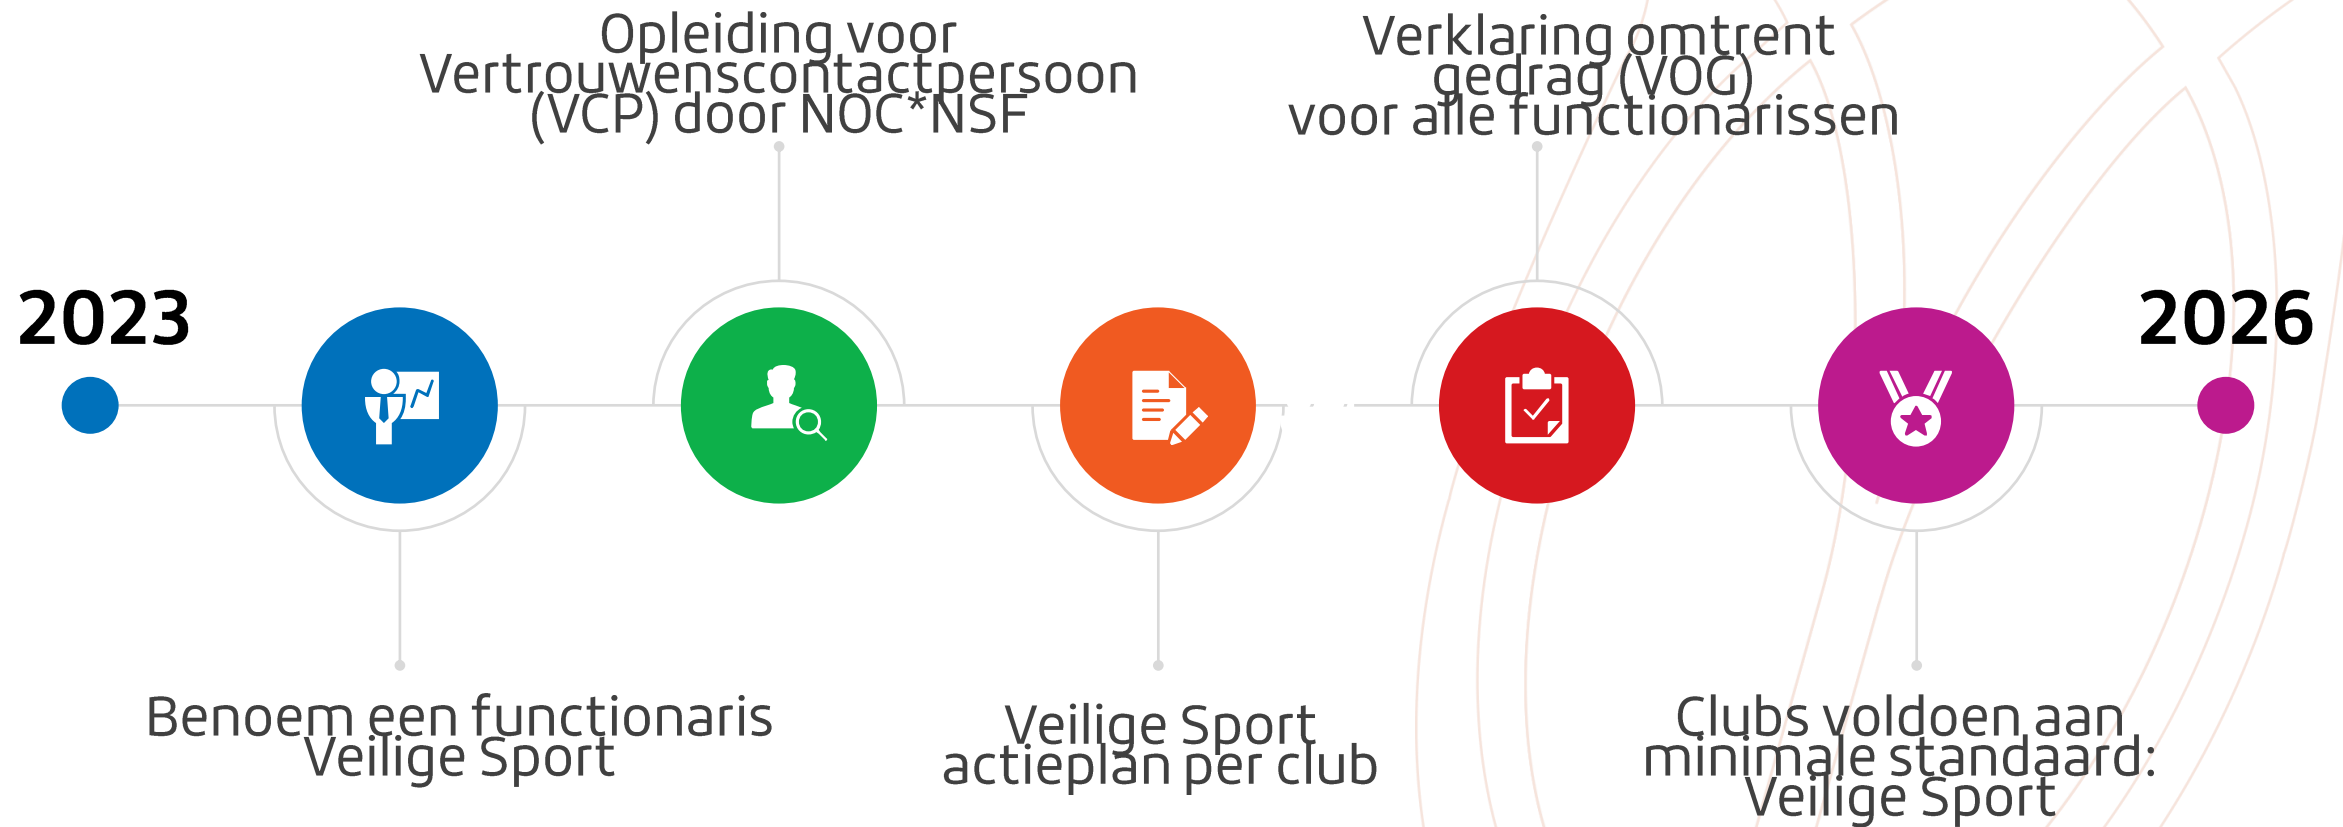 Opleiding voor
Vertrouwenscontactpersoon
(VCP) door NOC*NSF
Verklaring omtrent
gedrag (VOG)
voor alle functionarissen
2023
2026
Benoem een functionaris
Veilige Sport
Veilige Sport
actieplan per club
Clubs voldoen aan
minimale standaard:
Veilige Sport